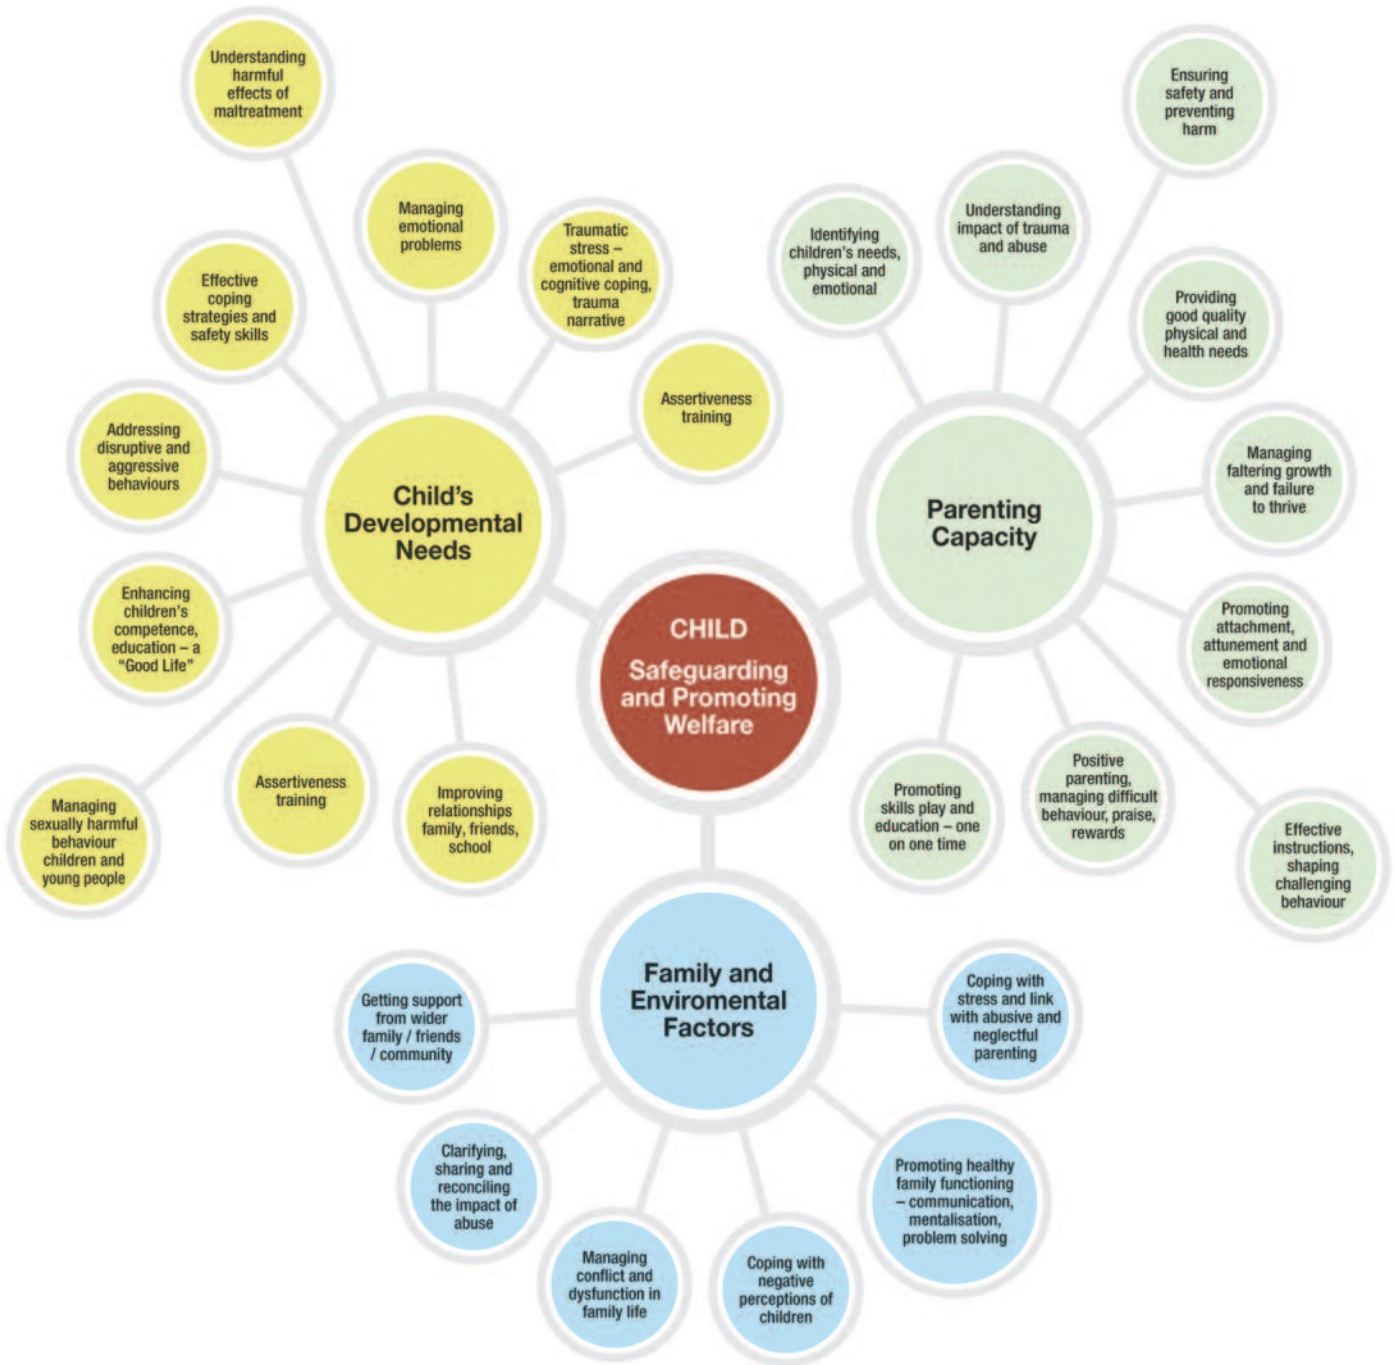 Understanding
harmful
effects of
maltreatment
Managing
emotional
problems
Traumatic
stress –
emotional and
cognitive coping,
trauma
narrative
Effective
coping
strategies and
safety skills
Assertiveness
training
Addressing
disruptive and
aggressive
behaviours
Child's
Developmental
Needs
Enhancing
children's
competence,
education – a
"Good Life"
Managing
sexually harmful
behaviour
children and
young people
Assertiveness
training
Improving
relationships
family, friends,
school
CHILD
Safeguarding
and Promoting
Welfare
Ensuring
safety and
preventing
harm
Understanding
impact of trauma
and abuse
Identifying
children's needs,
physical and
emotional
Providing
good quality
physical and
health needs
Managing
faltering growth
and failure
to thrive
Parenting
Capacity
Promoting
attachment,
attunement and
emotional
responsiveness
Positive
parenting,
managing difficult
behaviour, praise,
rewards
Promoting
skills play and
education – one
on one time
Effective
instructions,
shaping
challenging
behaviour
Family and
Enviromental
Factors
Getting support
from wider
family / friends
/ community
Coping with
stress and link
with abusive and
neglectful
parenting
Clarifying,
sharing and
reconciling
the impact of
abuse
Promoting healthy
family functioning
– communication,
mentalisation,
problem solving
Managing
conflict and
dysfunction in
family life
Coping with
negative
perceptions of
children